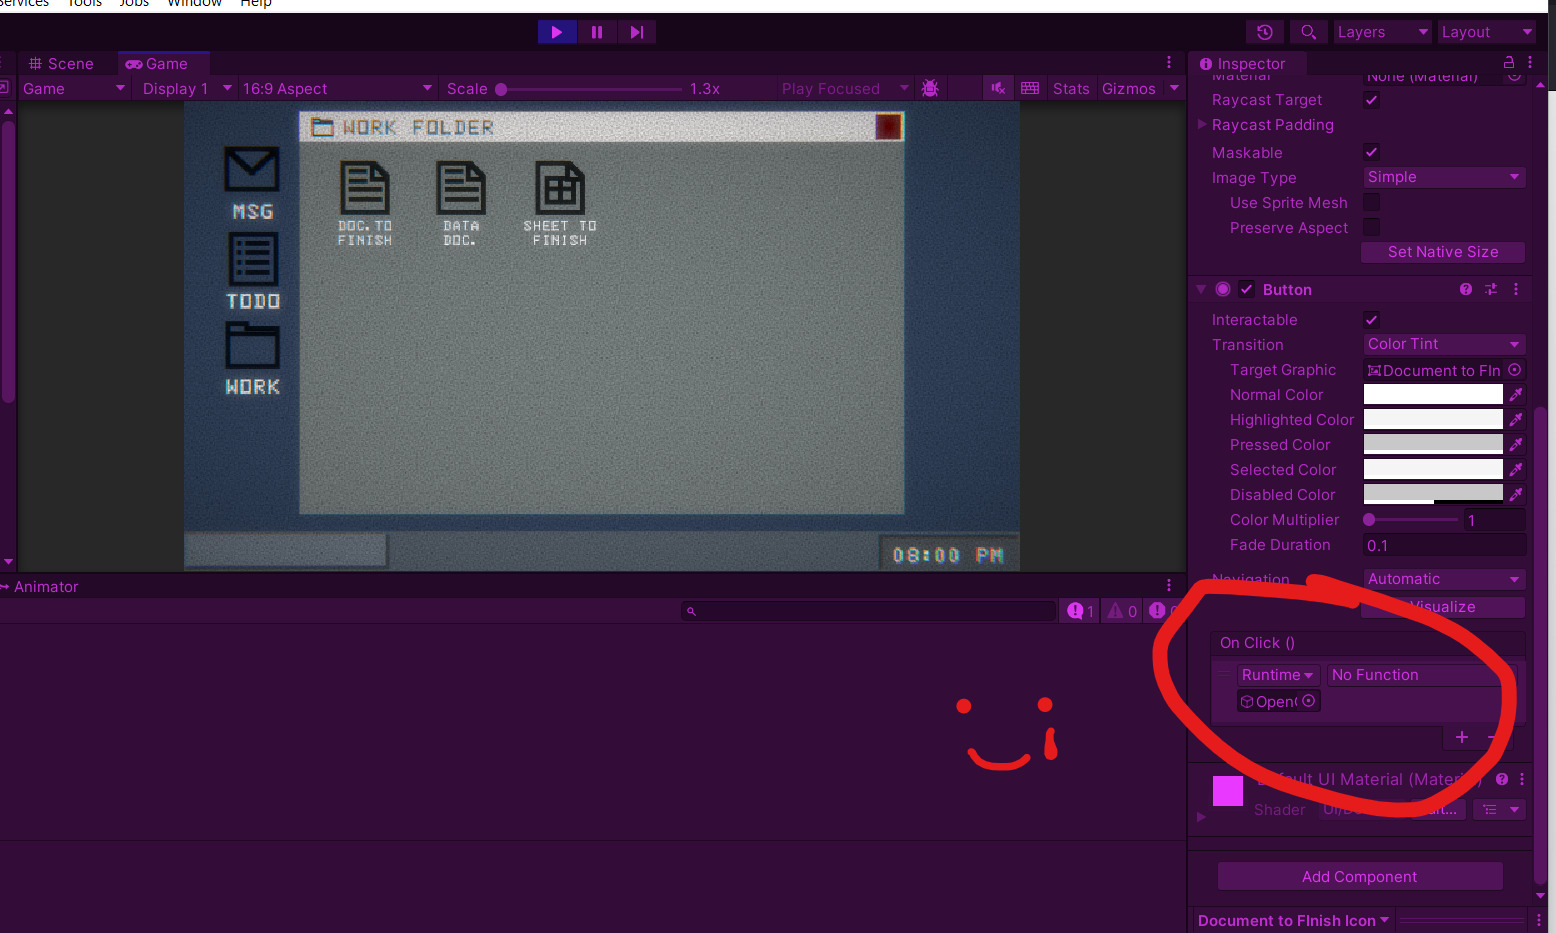 Services Tools Jobs Window Help
Layers Layout
Scene Game
Game Display 1 16:9 Aspect Scale 1.3x Play Focused Stats Gizmos
WORK FOLDER
MSG
DOC.TO FINISH
DATA DOC.
SHEET TO FINISH
TODO
WORK
08:00 PM
Animator
1 0
Inspector
Material None (Material)
Raycast Target
Raycast Padding
Maskable
Image Type Simple
Use Sprite Mesh
Preserve Aspect
Set Native Size
Button
Interactable
Transition Color Tint
Target Graphic Document to FIn
Normal Color
Highlighted Color
Pressed Color
Selected Color
Disabled Color
Color Multiplier 1
Fade Duration 0.1
Navigation Automatic
Visualize
On Click ()
Runtime No Function
Open
Default UI Material (Material)
Shader
Add Component
Document to FInish Icon